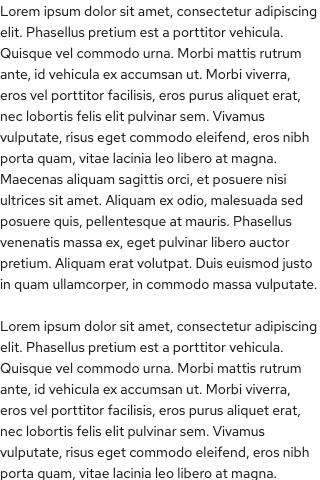 Lorem ipsum dolor sit amet, consectetur adipiscing
elit. Phasellus pretium est a porttitor vehicula.
Quisque vel commodo urna. Morbi mattis rutrum
ante, id vehicula ex accumsan ut. Morbi viverra,
eros vel porttitor facilisis, eros purus aliquet erat,
nec lobortis felis elit pulvinar sem. Vivamus
vulputate, risus eget commodo eleifend, eros nibh
porta quam, vitae lacinia leo libero at magna.
Maecenas aliquam sagittis orci, et posuere nisi
ultrices sit amet. Aliquam ex odio, malesuada sed
posuere quis, pellentesque at mauris. Phasellus
venenatis massa ex, eget pulvinar libero auctor
pretium. Aliquam erat volutpat. Duis euismod justo
in quam ullamcorper, in commodo massa vulputate.

Lorem ipsum dolor sit amet, consectetur adipiscing
elit. Phasellus pretium est a porttitor vehicula.
Quisque vel commodo urna. Morbi mattis rutrum
ante, id vehicula ex accumsan ut. Morbi viverra,
eros vel porttitor facilisis, eros purus aliquet erat,
nec lobortis felis elit pulvinar sem. Vivamus
vulputate, risus eget commodo eleifend, eros nibh
porta quam, vitae lacinia leo libero at magna.